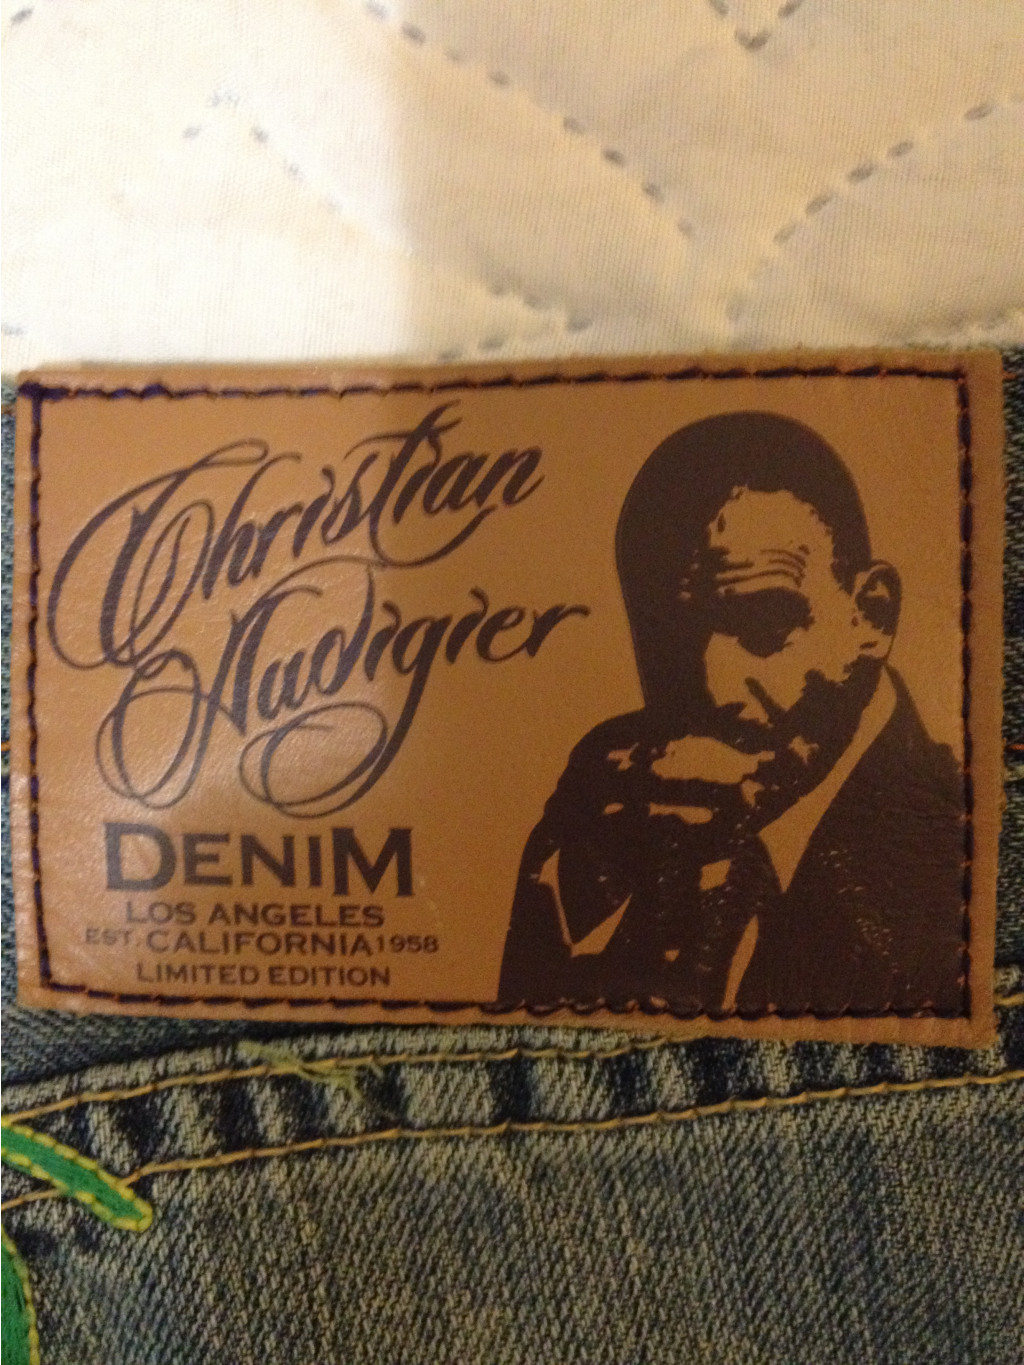 Christian
Audigier
DENIM
LOS ANGELES
EST. CALIFORNIA 1958
LIMITED EDITION